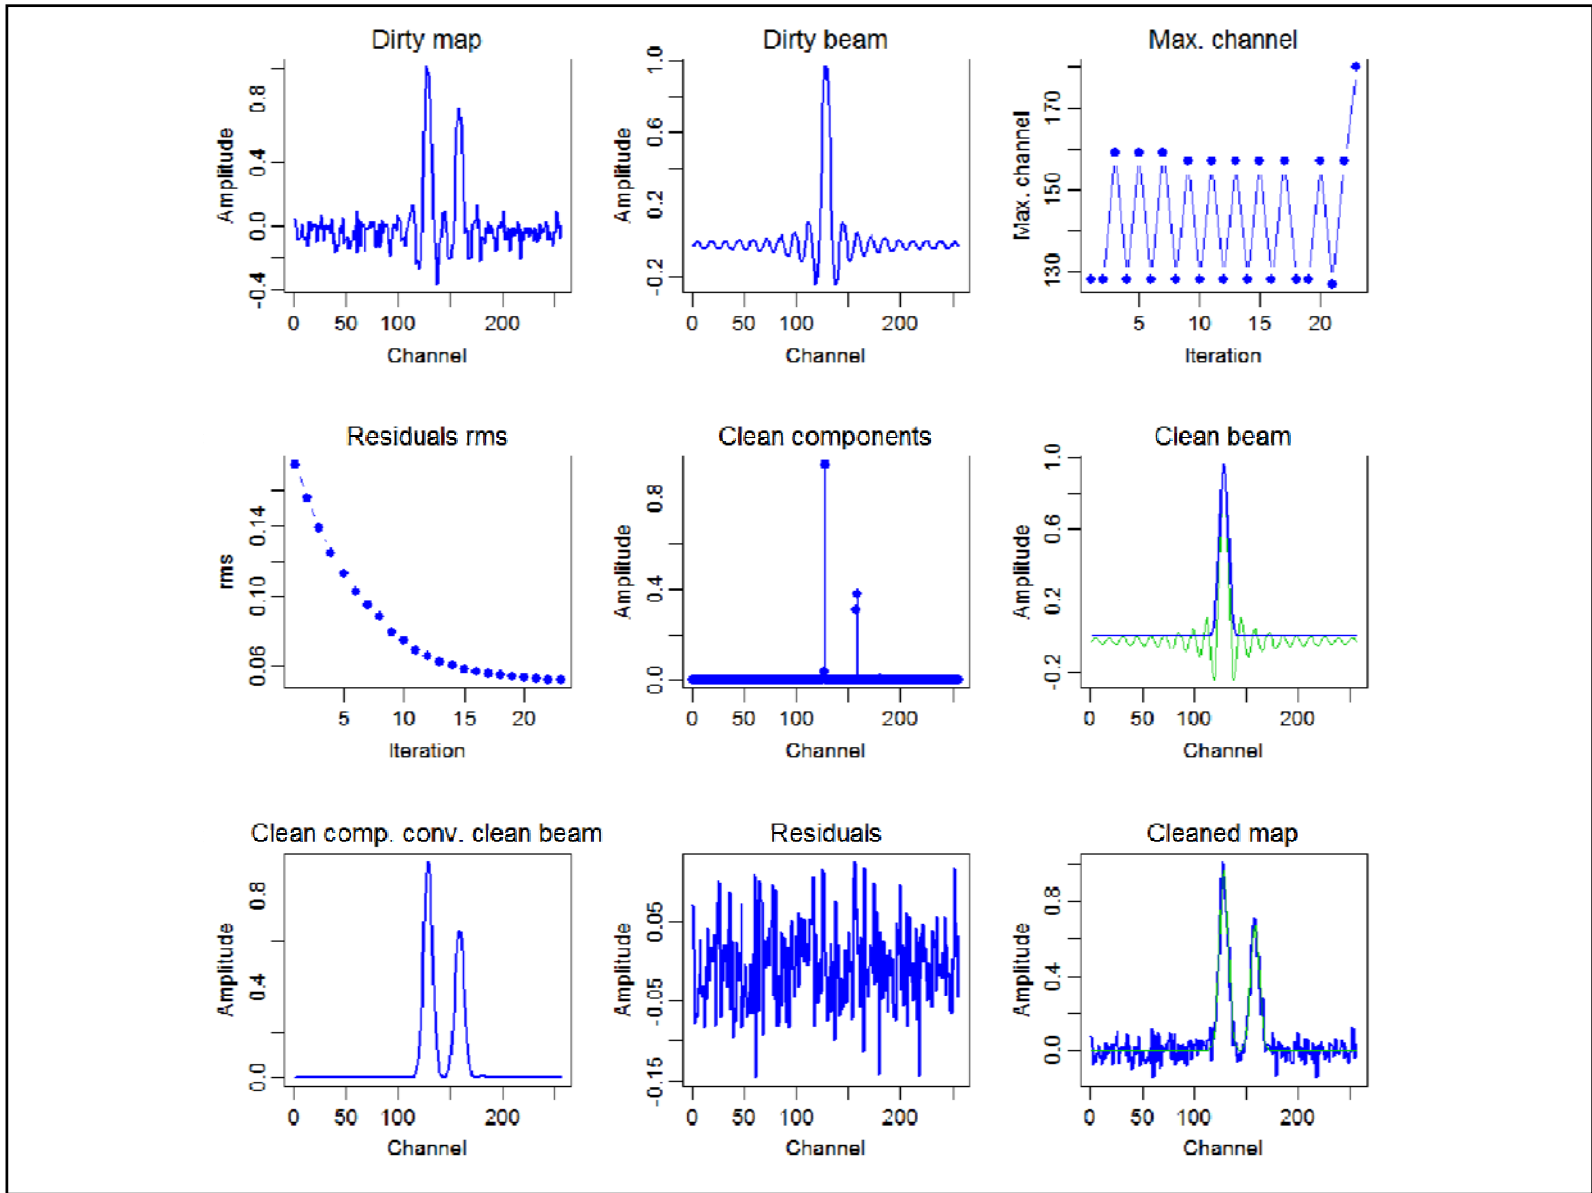 Dirty map
Amplitude
-0.4 0.0 0.4 0.8
0 50 100 200
Channel
Dirty beam
Amplitude
-0.2 0.2 0.6 1.0
0 50 100 200
Channel
Max. channel
Max. channel
130 150 170
5 10 15 20
Iteration
Residuals rms
rms
0.06 0.10 0.14
5 10 15 20
Iteration
Clean components
Amplitude
0.0 0.4 0.8
0 50 100 200
Channel
Clean beam
Amplitude
-0.2 0.2 0.6 1.0
0 50 100 200
Channel
Clean comp. conv. clean beam
Amplitude
0.0 0.4 0.8
0 50 100 200
Channel
Residuals
Amplitude
-0.15 -0.05 0.05
0 50 100 200
Channel
Cleaned map
Amplitude
0.0 0.4 0.8
0 50 100 200
Channel